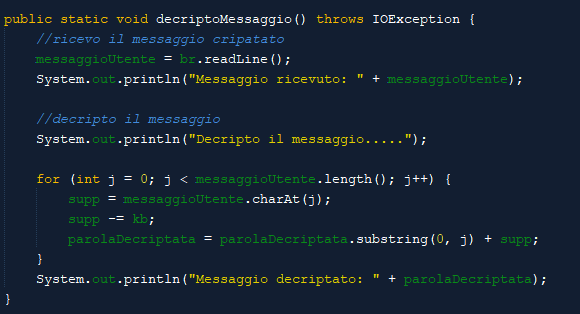 public static void decriptoMessaggio() throws IOException {
//ricevo il messaggio cripatato
messaggioUtente = br.readLine();
System.out.println("Messaggio ricevuto: " + messaggioUtente);
//decripto il messaggio
System.out.println("Decripto il messaggio.....");
for (int j = 0; j < messaggioUtente.length(); j++) {
supp = messaggioUtente.charAt(j);
supp -= kb;
parolaDecriptata = parolaDecriptata.substring(0, j) + supp;
}
System.out.println("Messaggio decriptato: " + parolaDecriptata);
}